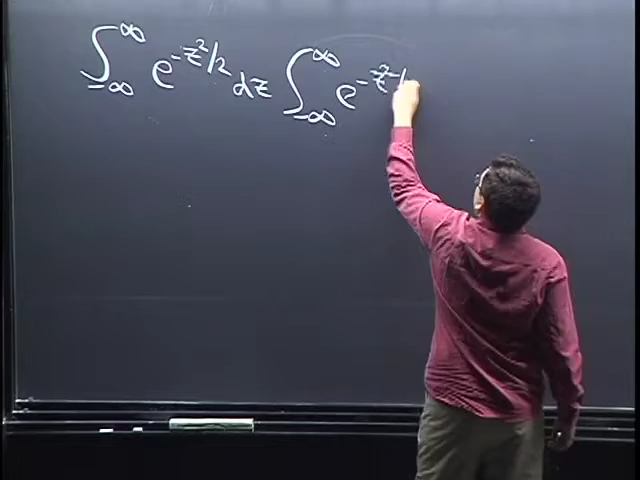 ∫_{-∞}^{∞} e^{-z²/2} dz ∫_{-∞}^{∞} e^{-z²/